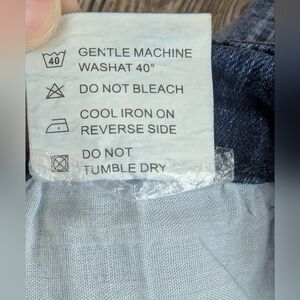 40 GENTLE MACHINE
WASHAT 40°
DO NOT BLEACH
COOL IRON ON
REVERSE SIDE
DO NOT
TUMBLE DRY